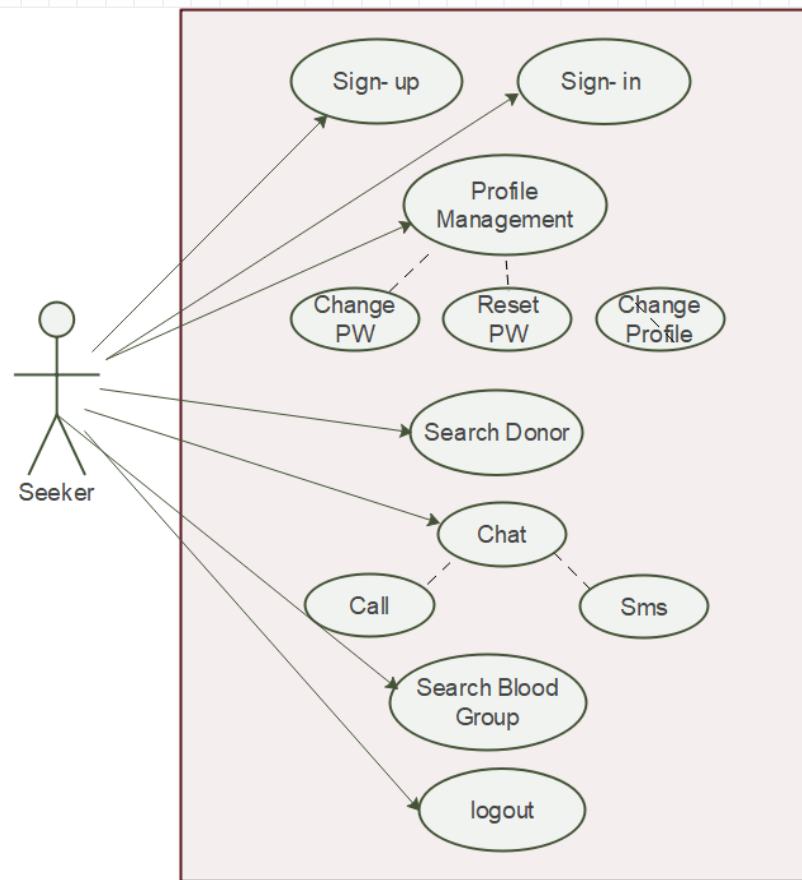 Sign- up
Sign- in
Profile
Management
Change
PW
Reset
PW
Change
Profile
Search Donor
Seeker
Chat
Call
Sms
Search Blood
Group
logout